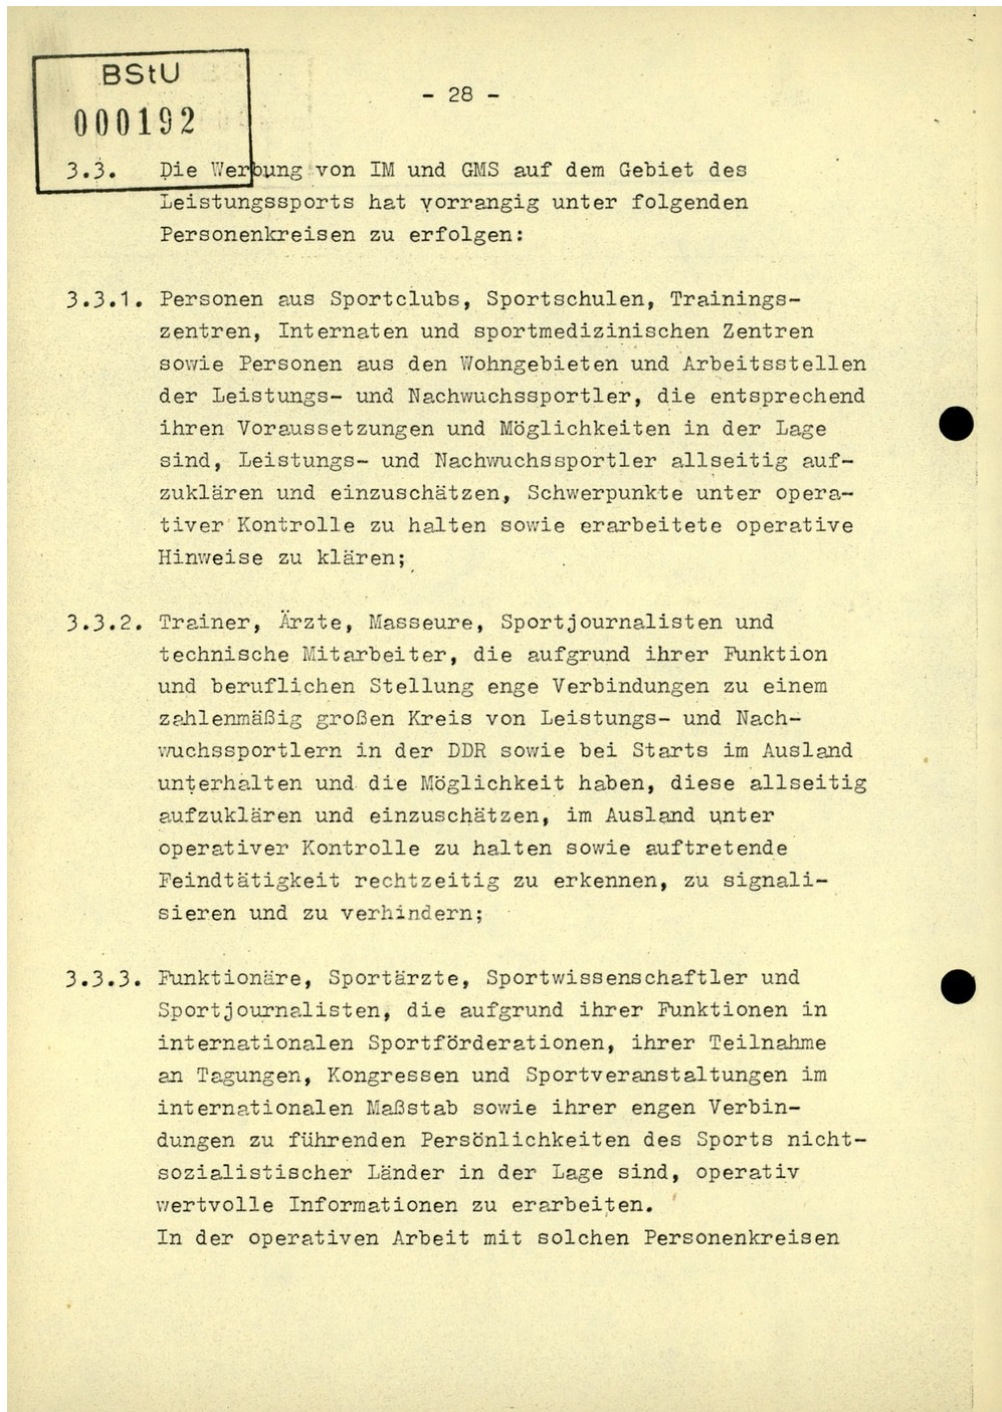 BStU
000192
- 28 -
3.3. Die Werbung von IM und GMS auf dem Gebiet des
Leistungssports hat vorrangig unter folgenden
Personenkreisen zu erfolgen:
3.3.1. Personen aus Sportclubs, Sportschulen, Trainings-
zentren, Internaten und sportmedizinischen Zentren
sowie Personen aus den Wohngebieten und Arbeitsstellen
der Leistungs- und Nachwuchssportler, die entsprechend
ihren Voraussetzungen und Möglichkeiten in der Lage
sind, Leistungs- und Nachwuchssportler allseitig auf-
zuklären und einzuschätzen, Schwerpunkte unter opera-
tiver Kontrolle zu halten sowie erarbeitete operative
Hinweise zu klären;
3.3.2. Trainer, Ärzte, Masseure, Sportjournalisten und
technische Mitarbeiter, die aufgrund ihrer Funktion
und beruflichen Stellung enge Verbindungen zu einem
zahlenmäßig großen Kreis von Leistungs- und Nach-
wuchssportlern in der DDR sowie bei Starts im Ausland
unterhalten und die Möglichkeit haben, diese allseitig
aufzuklären und einzuschätzen, im Ausland unter
operativer Kontrolle zu halten sowie auftretende
Feindtätigkeit rechtzeitig zu erkennen, zu signali-
sieren und zu verhindern;
3.3.3. Funktionäre, Sportärzte, Sportwissenschaftler und
Sportjournalisten, die aufgrund ihrer Funktionen in
internationalen Sportförderationen, ihrer Teilnahme
an Tagungen, Kongressen und Sportveranstaltungen im
internationalen Maßstab sowie ihrer engen Verbin-
dungen zu führenden Persönlichkeiten des Sports nicht-
sozialistischer Länder in der Lage sind, operativ
wertvolle Informationen zu erarbeiten.
In der operativen Arbeit mit solchen Personenkreisen